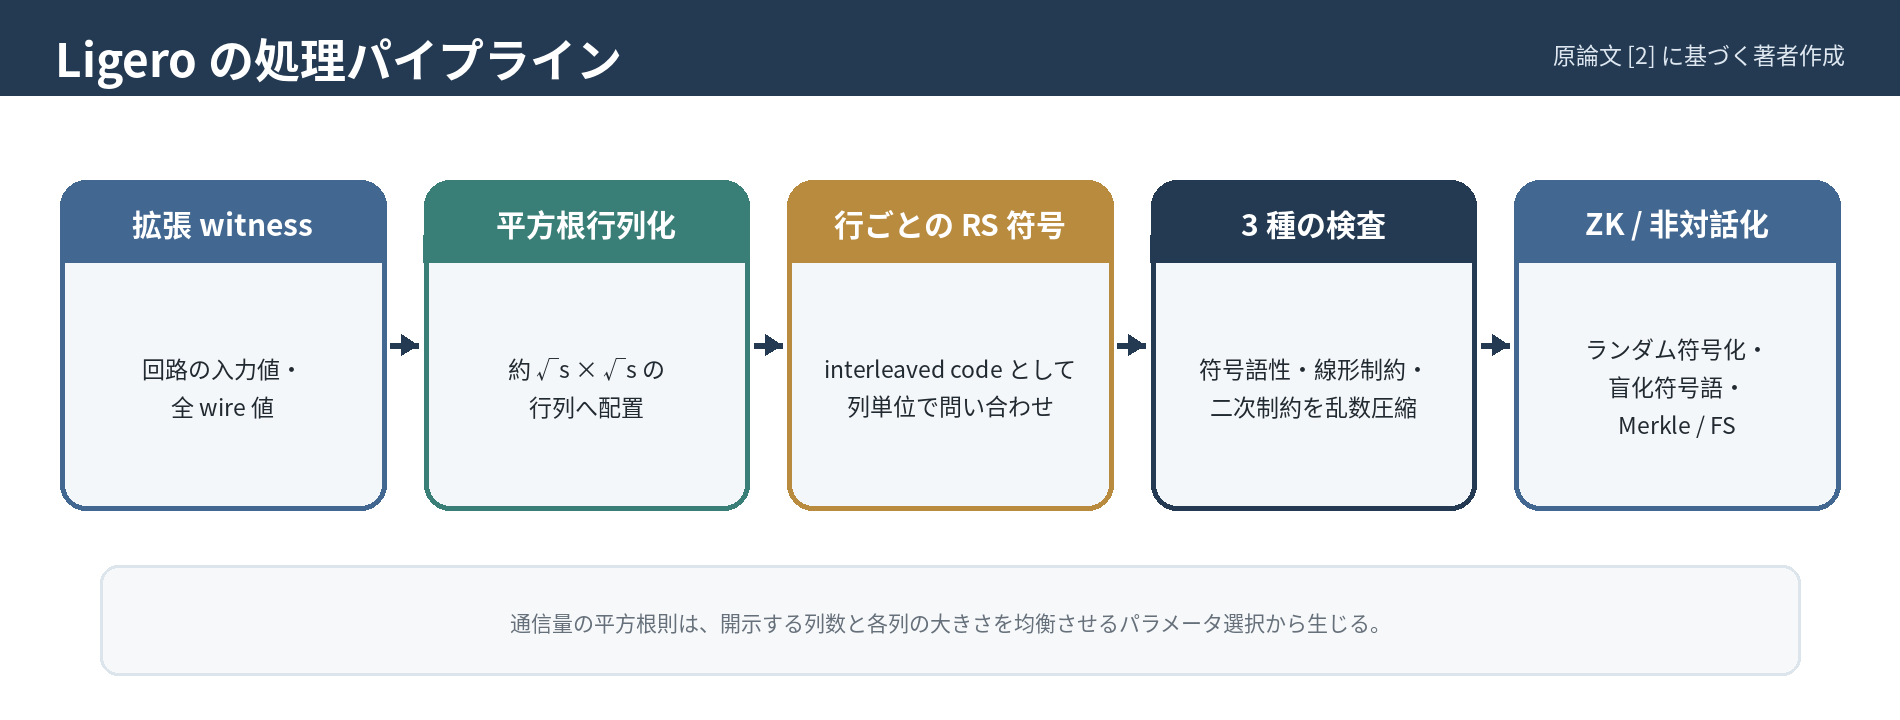 Ligero の処理パイプライン
原論文 [2] に基づく著者作成
拡張 witness
回路の入力値・
全 wire 値
平方根行列化
約 √s × √s の
行列へ配置
行ごとの RS 符号
interleaved code として
列単位で問い合わせ
3 種の検査
符号語性・線形制約・
二次制約を乱数圧縮
ZK / 非対話化
ランダム符号化・
盲化符号語・
Merkle / FS
通信量の平方根則は、開示する列数と各列の大きさを均衡させるパラメータ選択から生じる。